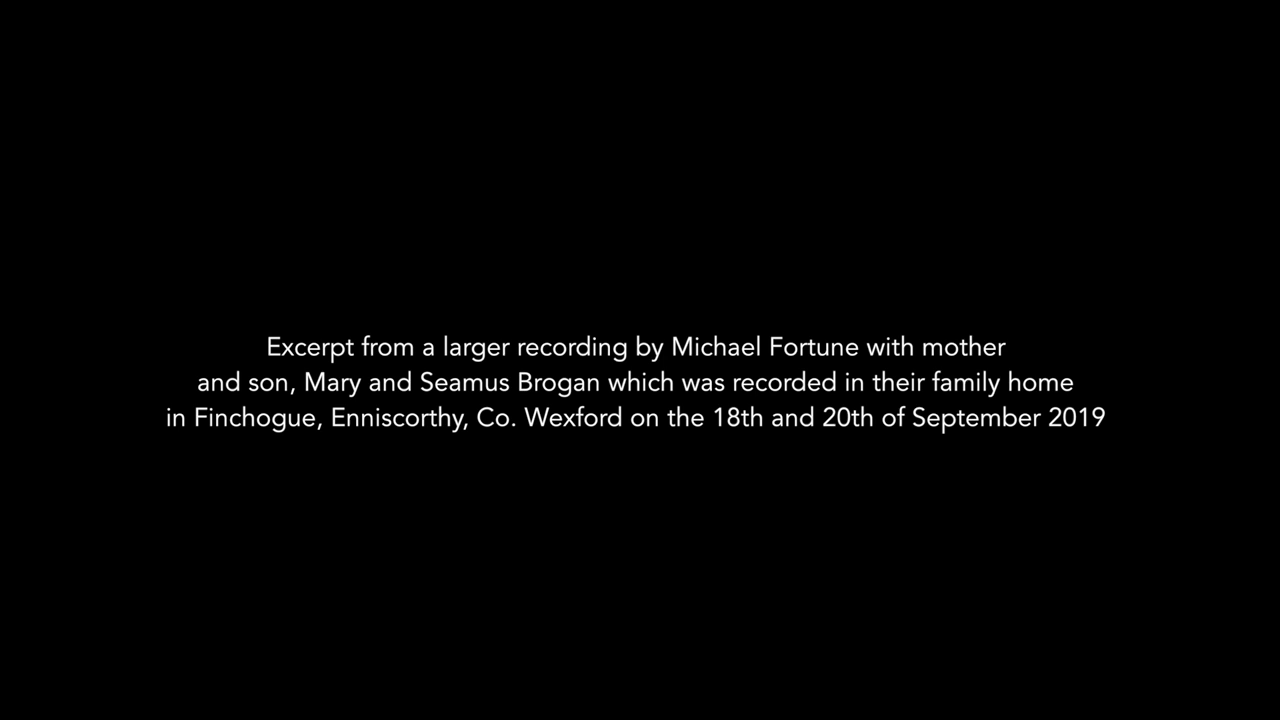 Excerpt from a larger recording by Michael Fortune with mother
and son, Mary and Seamus Brogan which was recorded in their family home
in Finchogue, Enniscorthy, Co. Wexford on the 18th and 20th of September 2019